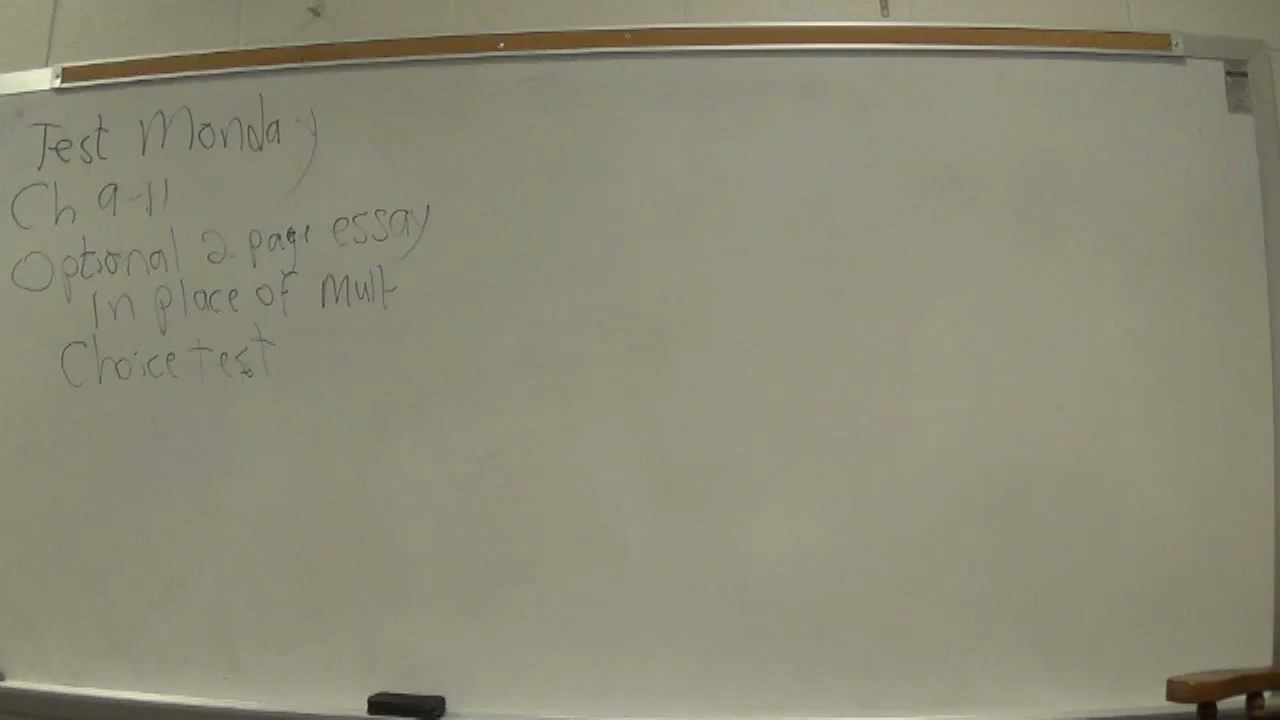 Test Monday
Ch 9-11
Optional 2 page essay
In place of Mult
Choice test